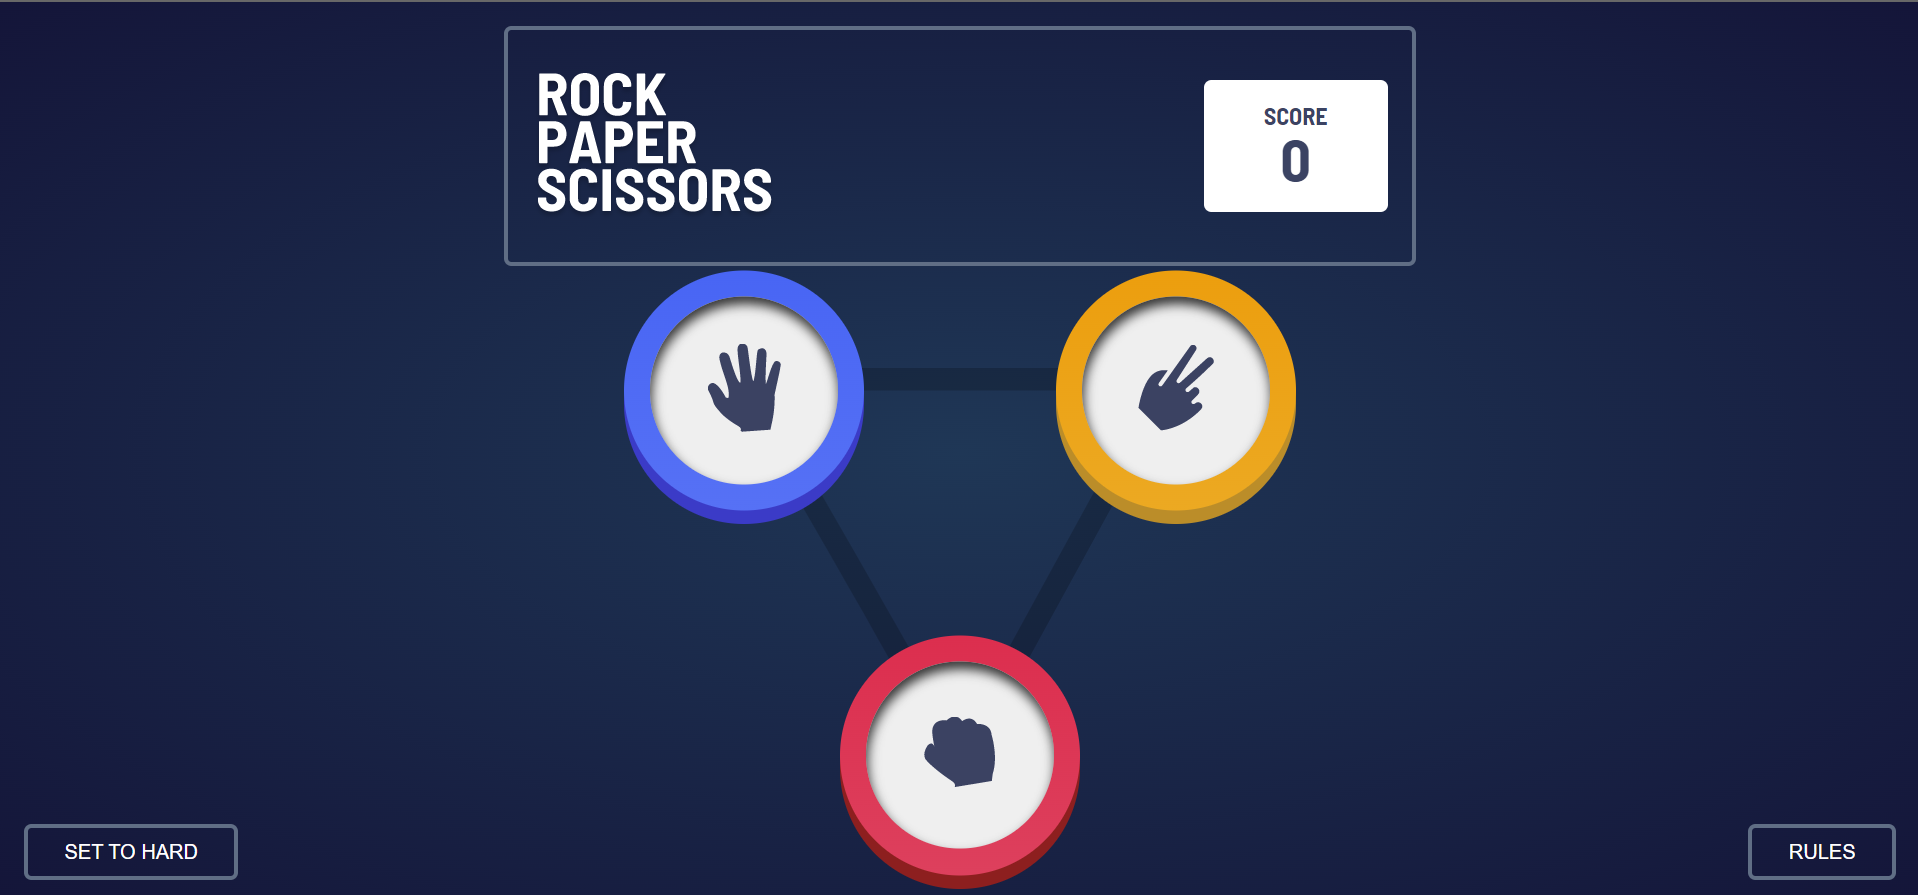 ROCK
PAPER
SCISSORS
SCORE
0
SET TO HARD
RULES